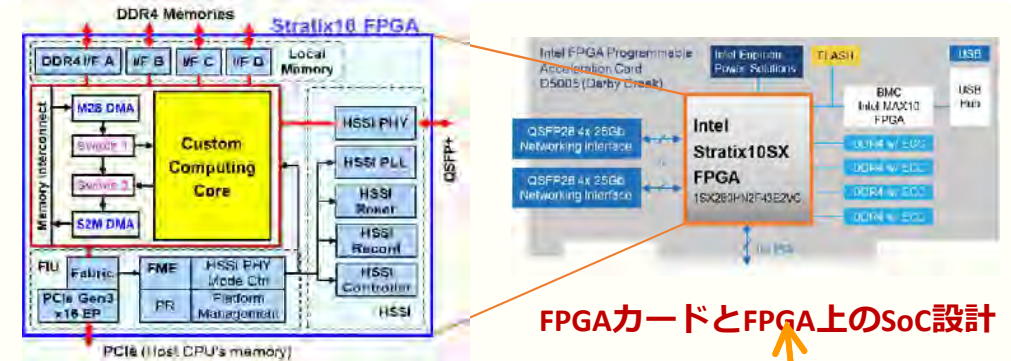 DDR4 Memories
Stratix10 FPGA
DDR4 I/F A
I/F B
I/F C
I/F D
Local
Memory
Memory Interconnect
M2S DMA
Switch 1
Switch 2
S2M DMA
Custom
Computing
Core
HSSI PHY
QSFP+
HSSI PLL
HSSI
Reset
HSSI
Reconf
HSSI
Controller
HSSI
FIU
Fabric
PCIe Gen3
x16 EP
FME
HSSI PHY
Mode Ctrl
PR
Platform
Management
PCIe (Host CPU's memory)
Intel FPGA Programmable
Acceleration Card
D5005 (Darby Creek)
Intel Enpirion
Power Solutions
FLASH
USB
BMC
Intel MAX10
FPGA
USB
Hub
QSFP28 4x 25Gb
Networking Interface
QSFP28 4x 25Gb
Networking Interface
Intel
Stratix10SX
FPGA
1SX280HN2F43E2VG
DDR4 w/ ECC
DDR4 w/ ECC
DDR4 w/ ECC
DDR4 w/ ECC
FPGAカードとFPGA上のSoC設計